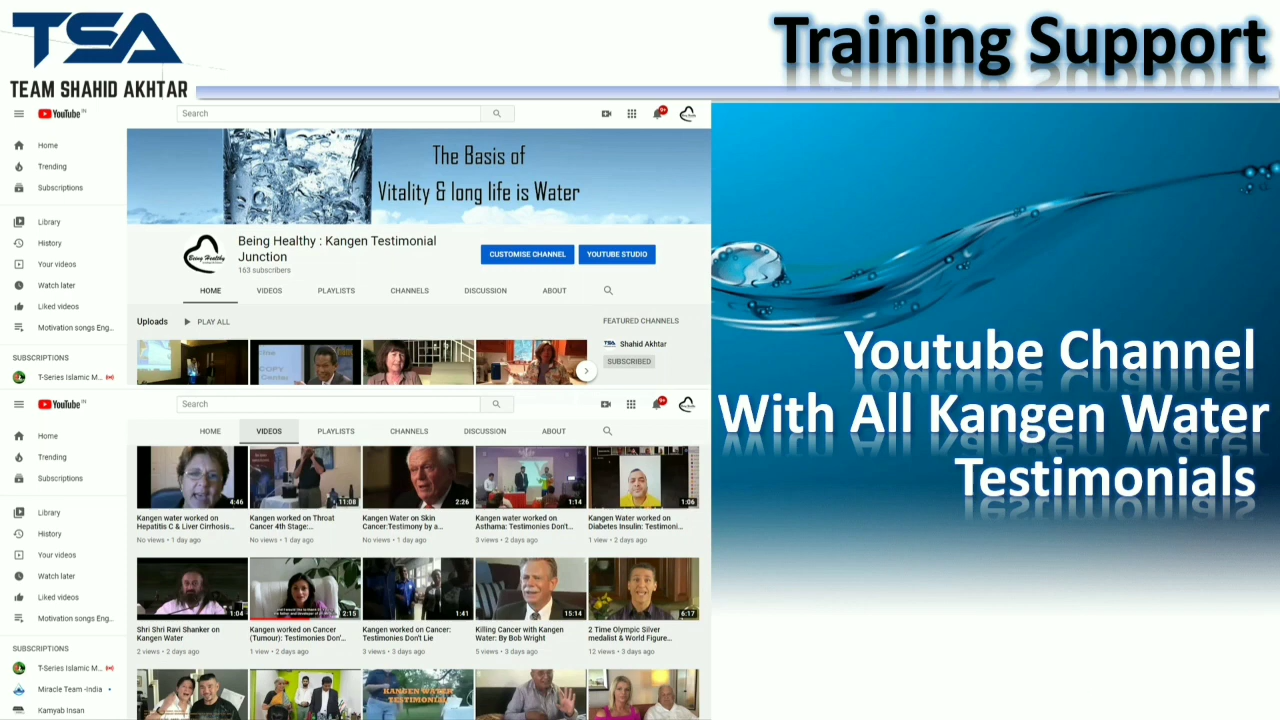 TSA
TEAM SHAHID AKHTAR
Training Support
YouTube IN
Search
9+
Home
Trending
Subscriptions
Library
History
Your videos
Watch later
Liked videos
Motivation songs Eng...
SUBSCRIPTIONS
T-Series Islamic M...
The Basis of
Vitality & long life is Water
Being Healthy
Being Healthy : Kangen Testimonial
Junction
163 subscribers
CUSTOMISE CHANNEL
YOUTUBE STUDIO
HOME VIDEOS PLAYLISTS CHANNELS DISCUSSION ABOUT
Uploads PLAY ALL
FEATURED CHANNELS
TSA Shahid Akhtar
SUBSCRIBED
COPY
YouTube IN
Search
9+
Home
Trending
Subscriptions
Library
History
Your videos
Watch later
Liked videos
Motivation songs Eng...
SUBSCRIPTIONS
T-Series Islamic M...
Miracle Team -India
Kamyab Insan
HOME VIDEOS PLAYLISTS CHANNELS DISCUSSION ABOUT
4:46
Kangen water worked on
Hepatitis C & Liver Cirrhosis...
No views • 1 day ago
11:08
Kangen worked on Throat
Cancer 4th Stage:...
No views • 1 day ago
2:26
Kangen Water on Skin
Cancer:Testimony by a...
No views • 1 day ago
1:14
Kangen water worked on
Asthama: Testimonies Don't...
3 views • 2 days ago
1:06
Kangen Water worked on
Diabetes Insulin: Testimoni...
1 view • 2 days ago
1:04
Shri Shri Ravi Shanker on
Kangen Water
2 views • 2 days ago
2:15
Kangen worked on Cancer
(Tumour): Testimonies Don'...
1 view • 2 days ago
1:41
Kangen worked on Cancer:
Testimonies Don't Lie
3 views • 3 days ago
15:14
Killing Cancer with Kangen
Water: By Bob Wright
5 views • 3 days ago
6:17
2 Time Olympic Silver
medalist & World Figure...
12 views • 3 days ago
KANGEN WATER
TESTIMONIAL
Youtube Channel
With All Kangen Water
Testimonials